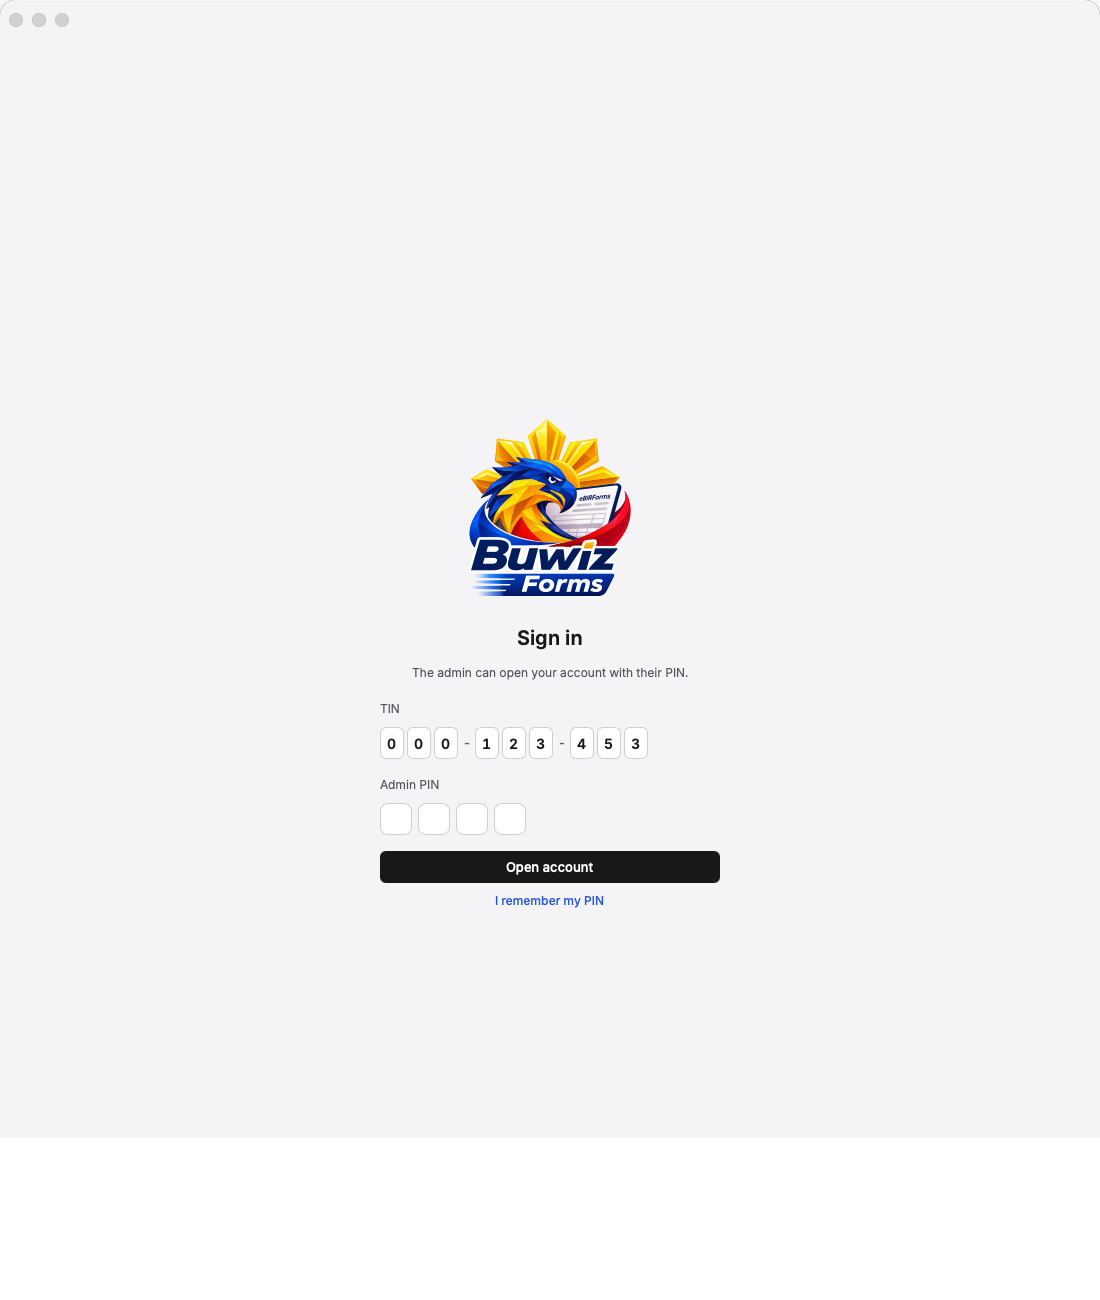 eBIRForms
Buwiz
Forms
Sign in
The admin can open your account with their PIN.
TIN
0 0 0 - 1 2 3 - 4 5 3
Admin PIN
Open account
I remember my PIN